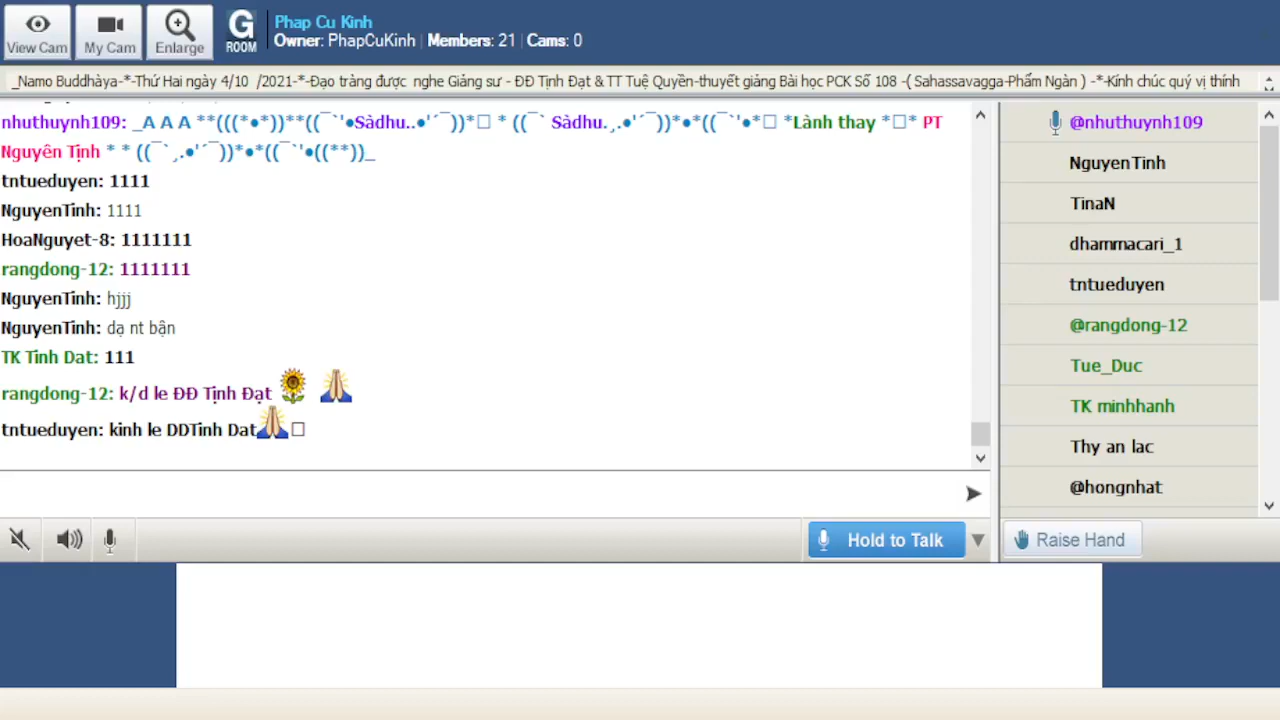 View Cam
My Cam
Enlarge
G
ROOM
Phap Cu Kinh
Owner: PhapCuKinh | Members: 21 | Cams: 0
_Namo Buddhàya-*-Thứ Hai ngày 4/10 /2021-*-Đạo tràng được nghe Giảng sư - ĐĐ Tịnh Đạt & TT Tuệ Quyền-thuyết giảng Bài học PCK Số 108 -( Sahassavagga-Phẩm Ngàn ) -*-Kính chúc quý vị thính
nhuthuynh109: _A A A **(((*•*))**((¯`'•Sàdhu..•'´¯))*□ * ((¯` Sàdhu.¸.•'´¯))*•*((¯`'•*□ *Lành thay *□* PT
Nguyên Tịnh * * ((¯`¸.•'´¯))*•*((¯`'•((**))_
tntueduyen: 1111
NguyenTinh: 1111
HoaNguyet-8: 1111111
rangdong-12: 1111111
NguyenTinh: hjjj
NguyenTinh: dạ nt bận
TK Tinh Dat: 111
rangdong-12: k/d le ĐĐ Tịnh Đạt 🌻 🙏
tntueduyen: kinh le DDTinh Dat🙏□
@nhuthuynh109
NguyenTinh
TinaN
dhammacari_1
tntueduyen
@rangdong-12
Tue_Duc
TK minhhanh
Thy an lac
@hongnhat
Hold to Talk
Raise Hand